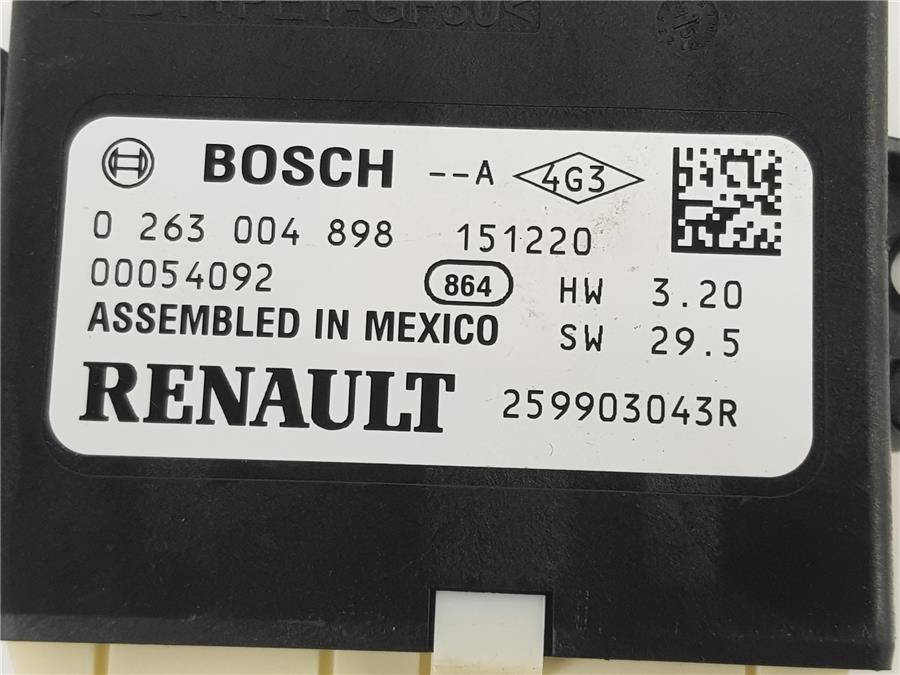 BOSCH --A 4G3
0 263 004 898 151220
00054092 864 HW 3.20
ASSEMBLED IN MEXICO SW 29.5
RENAULT 259903043R